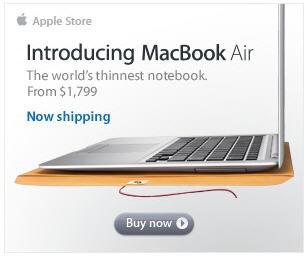 Apple Store
Introducing MacBook Air
The world's thinnest notebook.
From $1,799
Now shipping
Buy now